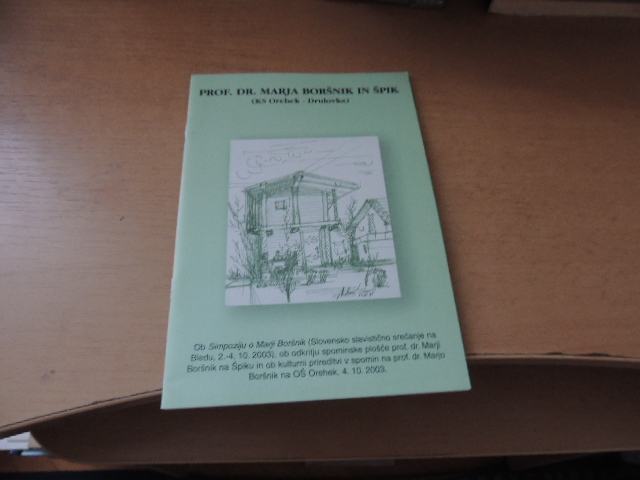 PROF. DR. MARJA BORŠNIK IN ŠPIK
(KS Orehek - Drulovka)
Ob Simpoziju o Marji Boršnik (Slovensko slavistično srečanje na
Bledu, 2.-4. 10. 2003), ob odkritju spominske plošče prof. dr. Marji
Boršnik na Špiku in ob kulturni prireditvi v spomin na prof. dr. Marjo
Boršnik na OŠ Orehek, 4. 10. 2003.